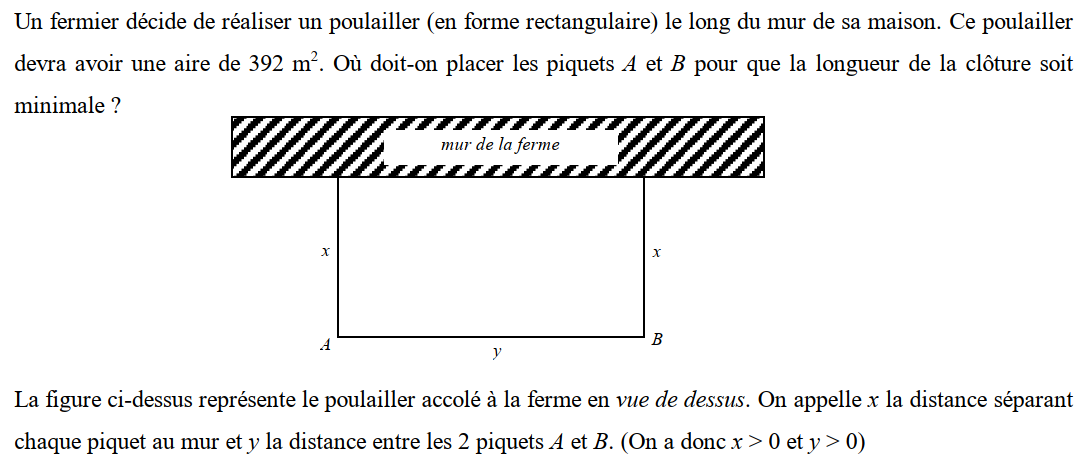 Un fermier décide de réaliser un poulailler (en forme rectangulaire) le long du mur de sa maison. Ce poulailler
devra avoir une aire de 392 m². Où doit-on placer les piquets A et B pour que la longueur de la clôture soit
minimale ?
mur de la ferme
x
x
A
B
y
La figure ci-dessus représente le poulailler accolé à la ferme en vue de dessus. On appelle x la distance séparant
chaque piquet au mur et y la distance entre les 2 piquets A et B. (On a donc x > 0 et y > 0)